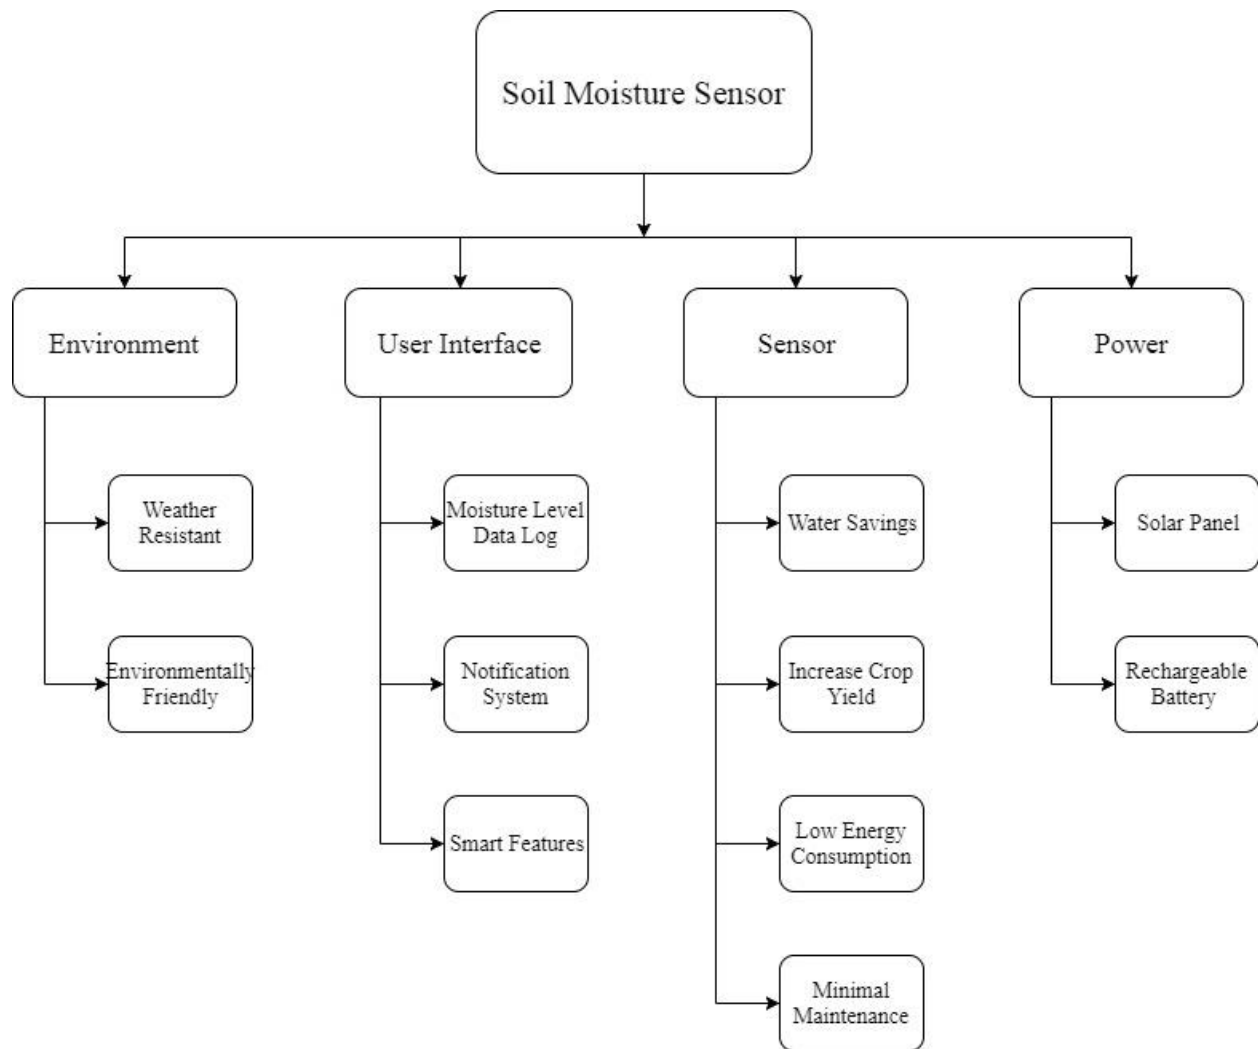 Soil Moisture Sensor
Environment
User Interface
Sensor
Power
Weather
Resistant
Environmentally
Friendly
Moisture Level
Data Log
Notification
System
Smart Features
Water Savings
Increase Crop
Yield
Low Energy
Consumption
Minimal
Maintenance
Solar Panel
Rechargeable
Battery